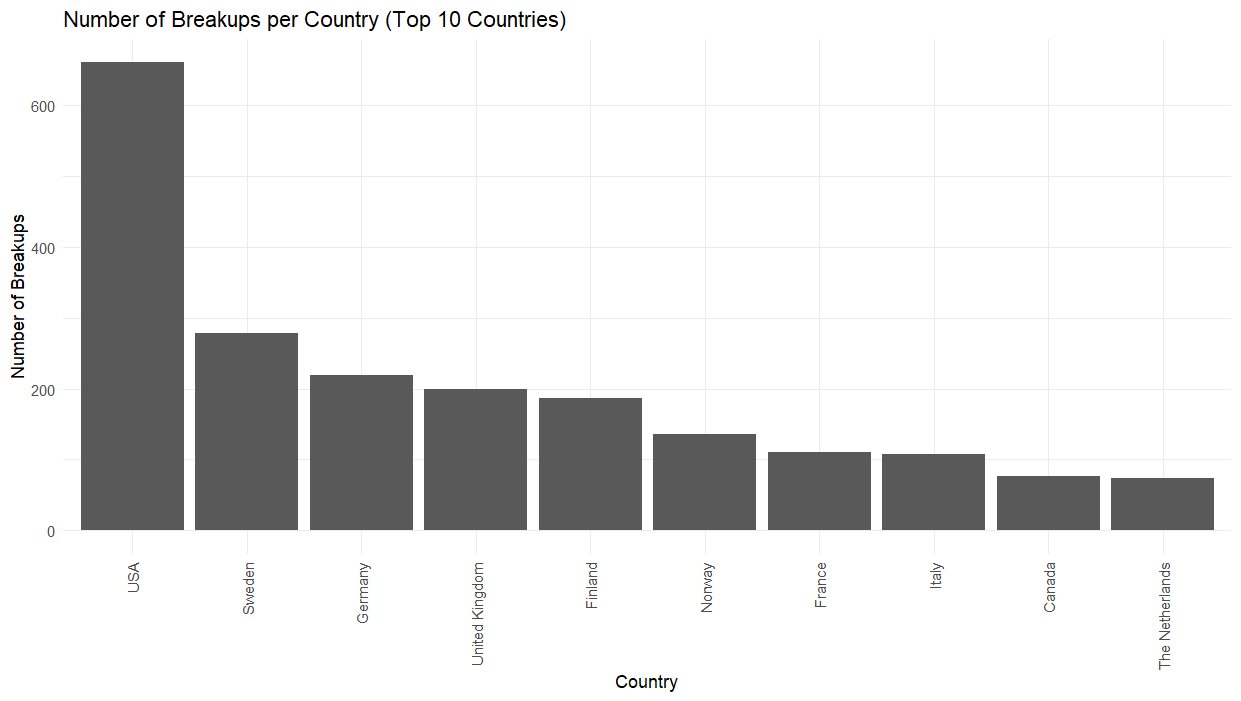 Number of Breakups per Country (Top 10 Countries)
Number of Breakups
600
400
200
0
USA
Sweden
Germany
United Kingdom
Finland
Norway
France
Italy
Canada
The Netherlands
Country